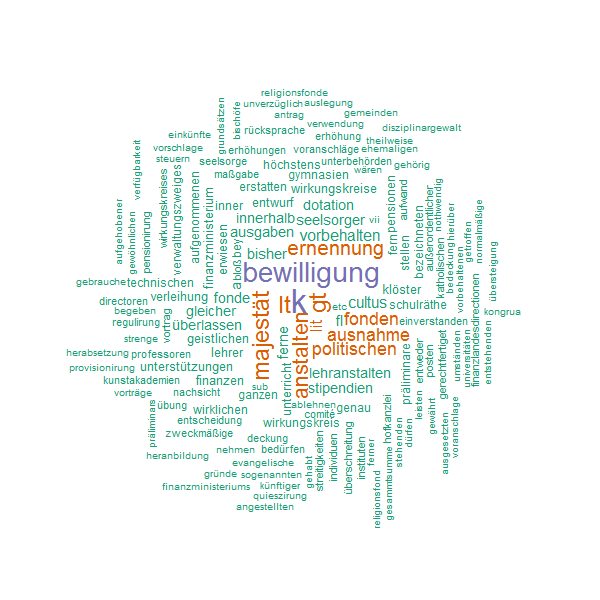 religionsfonde
unverzüglich
auslegung
antrag
gemeinden
grundsätzen
bischöfe
verwendung
disziplinargewalt
einkünfte
rücksprache
erhöhung
theilweise
vorschlage
erhöhungen
voranschläge
ehemaligen
steuern
seelsorge
höchstens
unterbehörden
verfügbarkeit
maßgabe
gymnasien
wären
gehörig
wirkungskreises
verwaltungszweiges
aufgenommenen
erstatten
wirkungskreise
pensionen
fern
aufwand
finanzministerium
inner
entwurf
dotation
außerordentlicher
nothwendig
aufgehobener
gewöhnlichen
pensionirung
innerhalb
seelsorger
vii
stellen
bezeichneten
katholischen
hierüber
normalmäßige
erwiesen
ausgaben
vorbehalten
getroffen
a
bloß
bey
bisher
ernennung
bedeckung
vorbehaltenen
übersteigung
gebrauche
technischen
bewilligung
klöster
finanzlandesdirectionen
directoren
verleihung
fonde
majestät
lt
k
gt
etc
cultus
schulräthe
universitäten
entstehenden
begeben
vortrag
gleicher
kongrua
regulirung
überlassen
anstalten
lit
fl
fonden
einverstanden
umständen
strenge
geistlichen
ferne
ausnahme
gerechtfertiget
herabsetzung
professoren
lehrer
politischen
präliminare
entweder
posten
provisionirung
unterstützungen
lehranstalten
kunstakademien
finanzen
sub
unterricht
stipendien
vorträge
nachsicht
ganzen
leisten
gewährt
voranschlage
präliminars
übung
wirklichen
ablehnen
comité
genau
hofkanzlei
dürfen
entscheidung
wirkungskreis
stehenden
ausgesetzten
zweckmäßige
deckung
überschreitung
gesammtsumme
heranbildung
nehmen
bedürfen
streitigkeiten
individuen
instituten
ferner
evangelische
gründe
sogenannten
gehabt
religionsfond
finanzministeriums
künftiger
quieszirung
angestellten